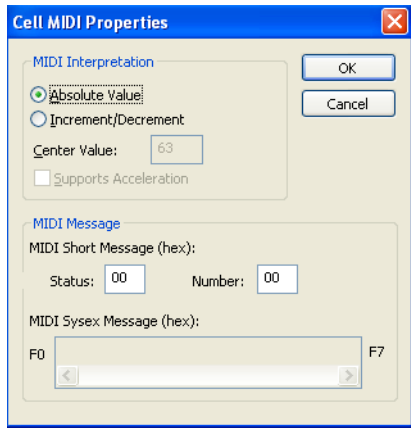 Cell MIDI Properties
MIDI Interpretation
OK
Absolute Value
Cancel
Increment/Decrement
Center Value: 63
Supports Acceleration
MIDI Message
MIDI Short Message (hex):
Status: 00 Number: 00
MIDI Sysex Message (hex):
F0 F7